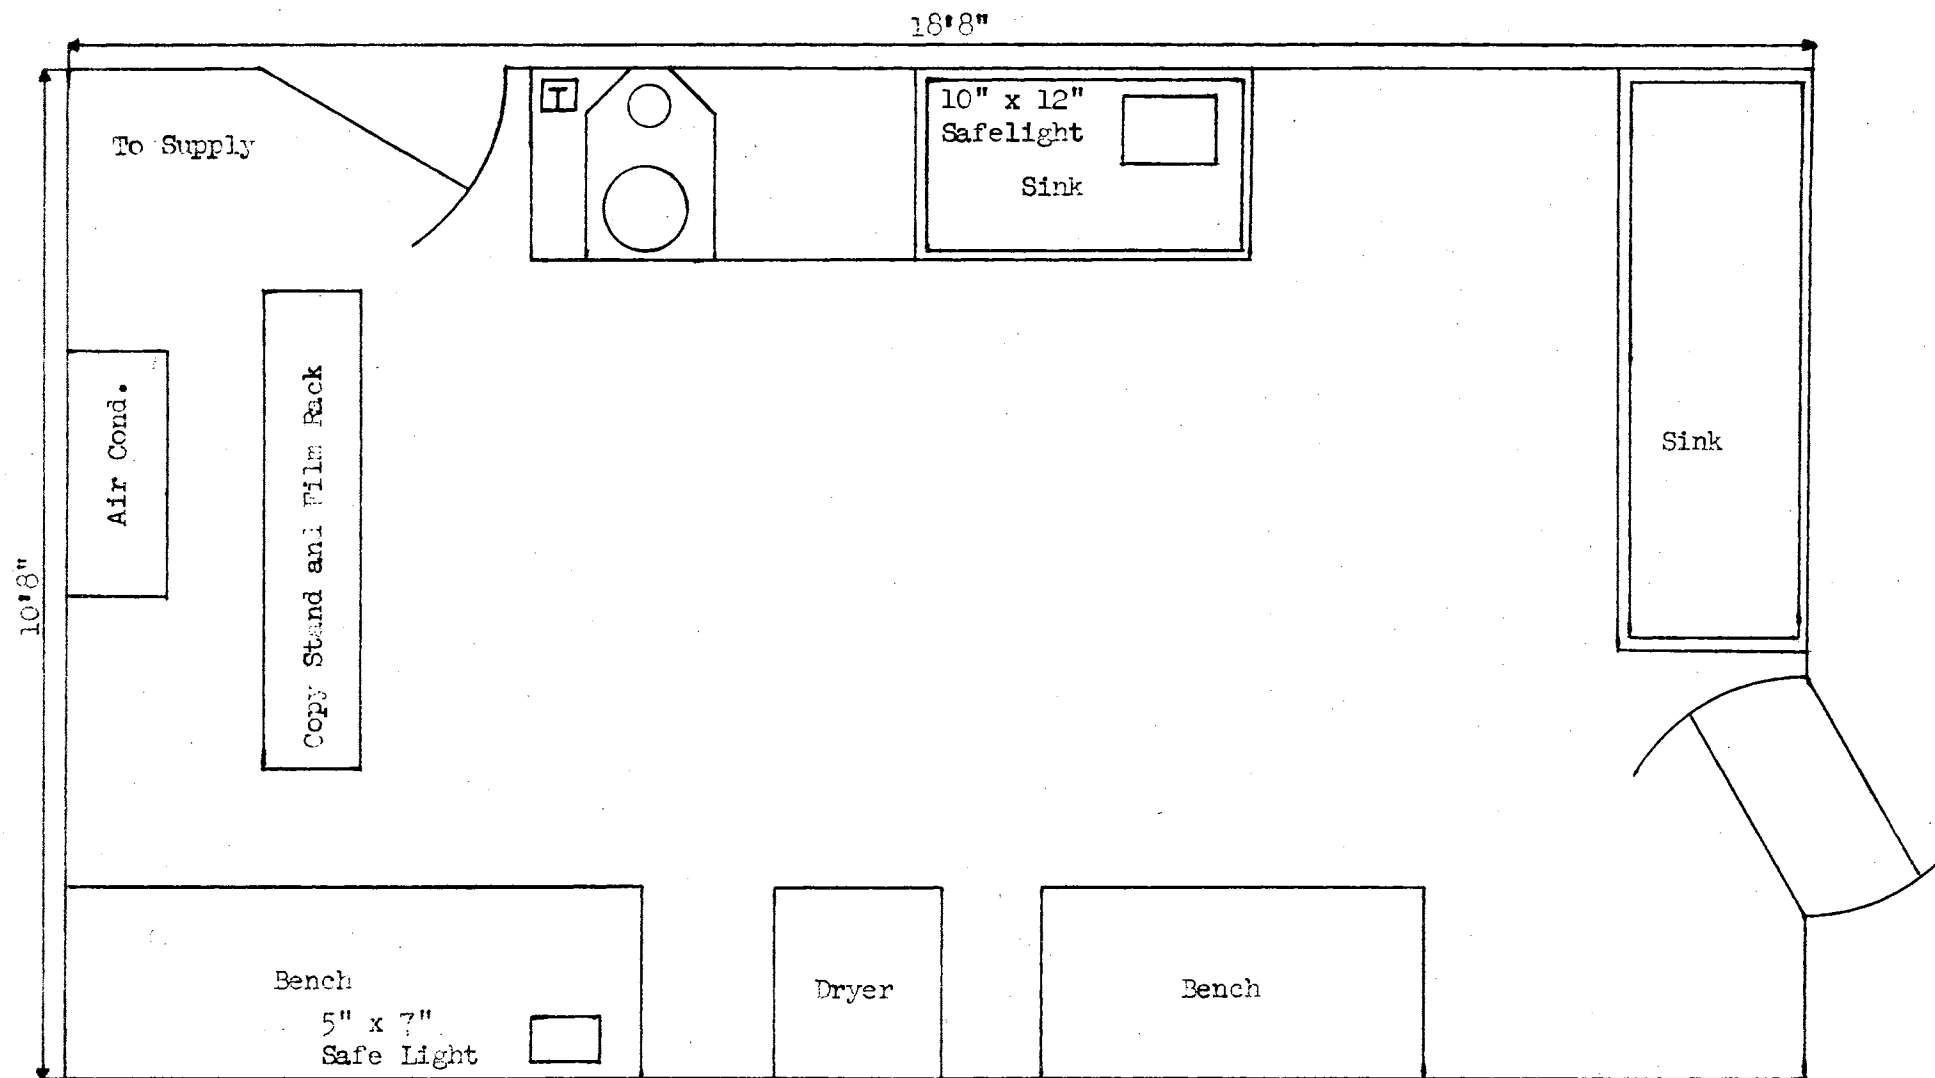 18'8"
To Supply
T
10" x 12"
Safelight
Sink
Air Cond.
Copy Stand and Film Rack
Sink
10'8"
Bench
5" x 7"
Safe Light
Dryer
Bench